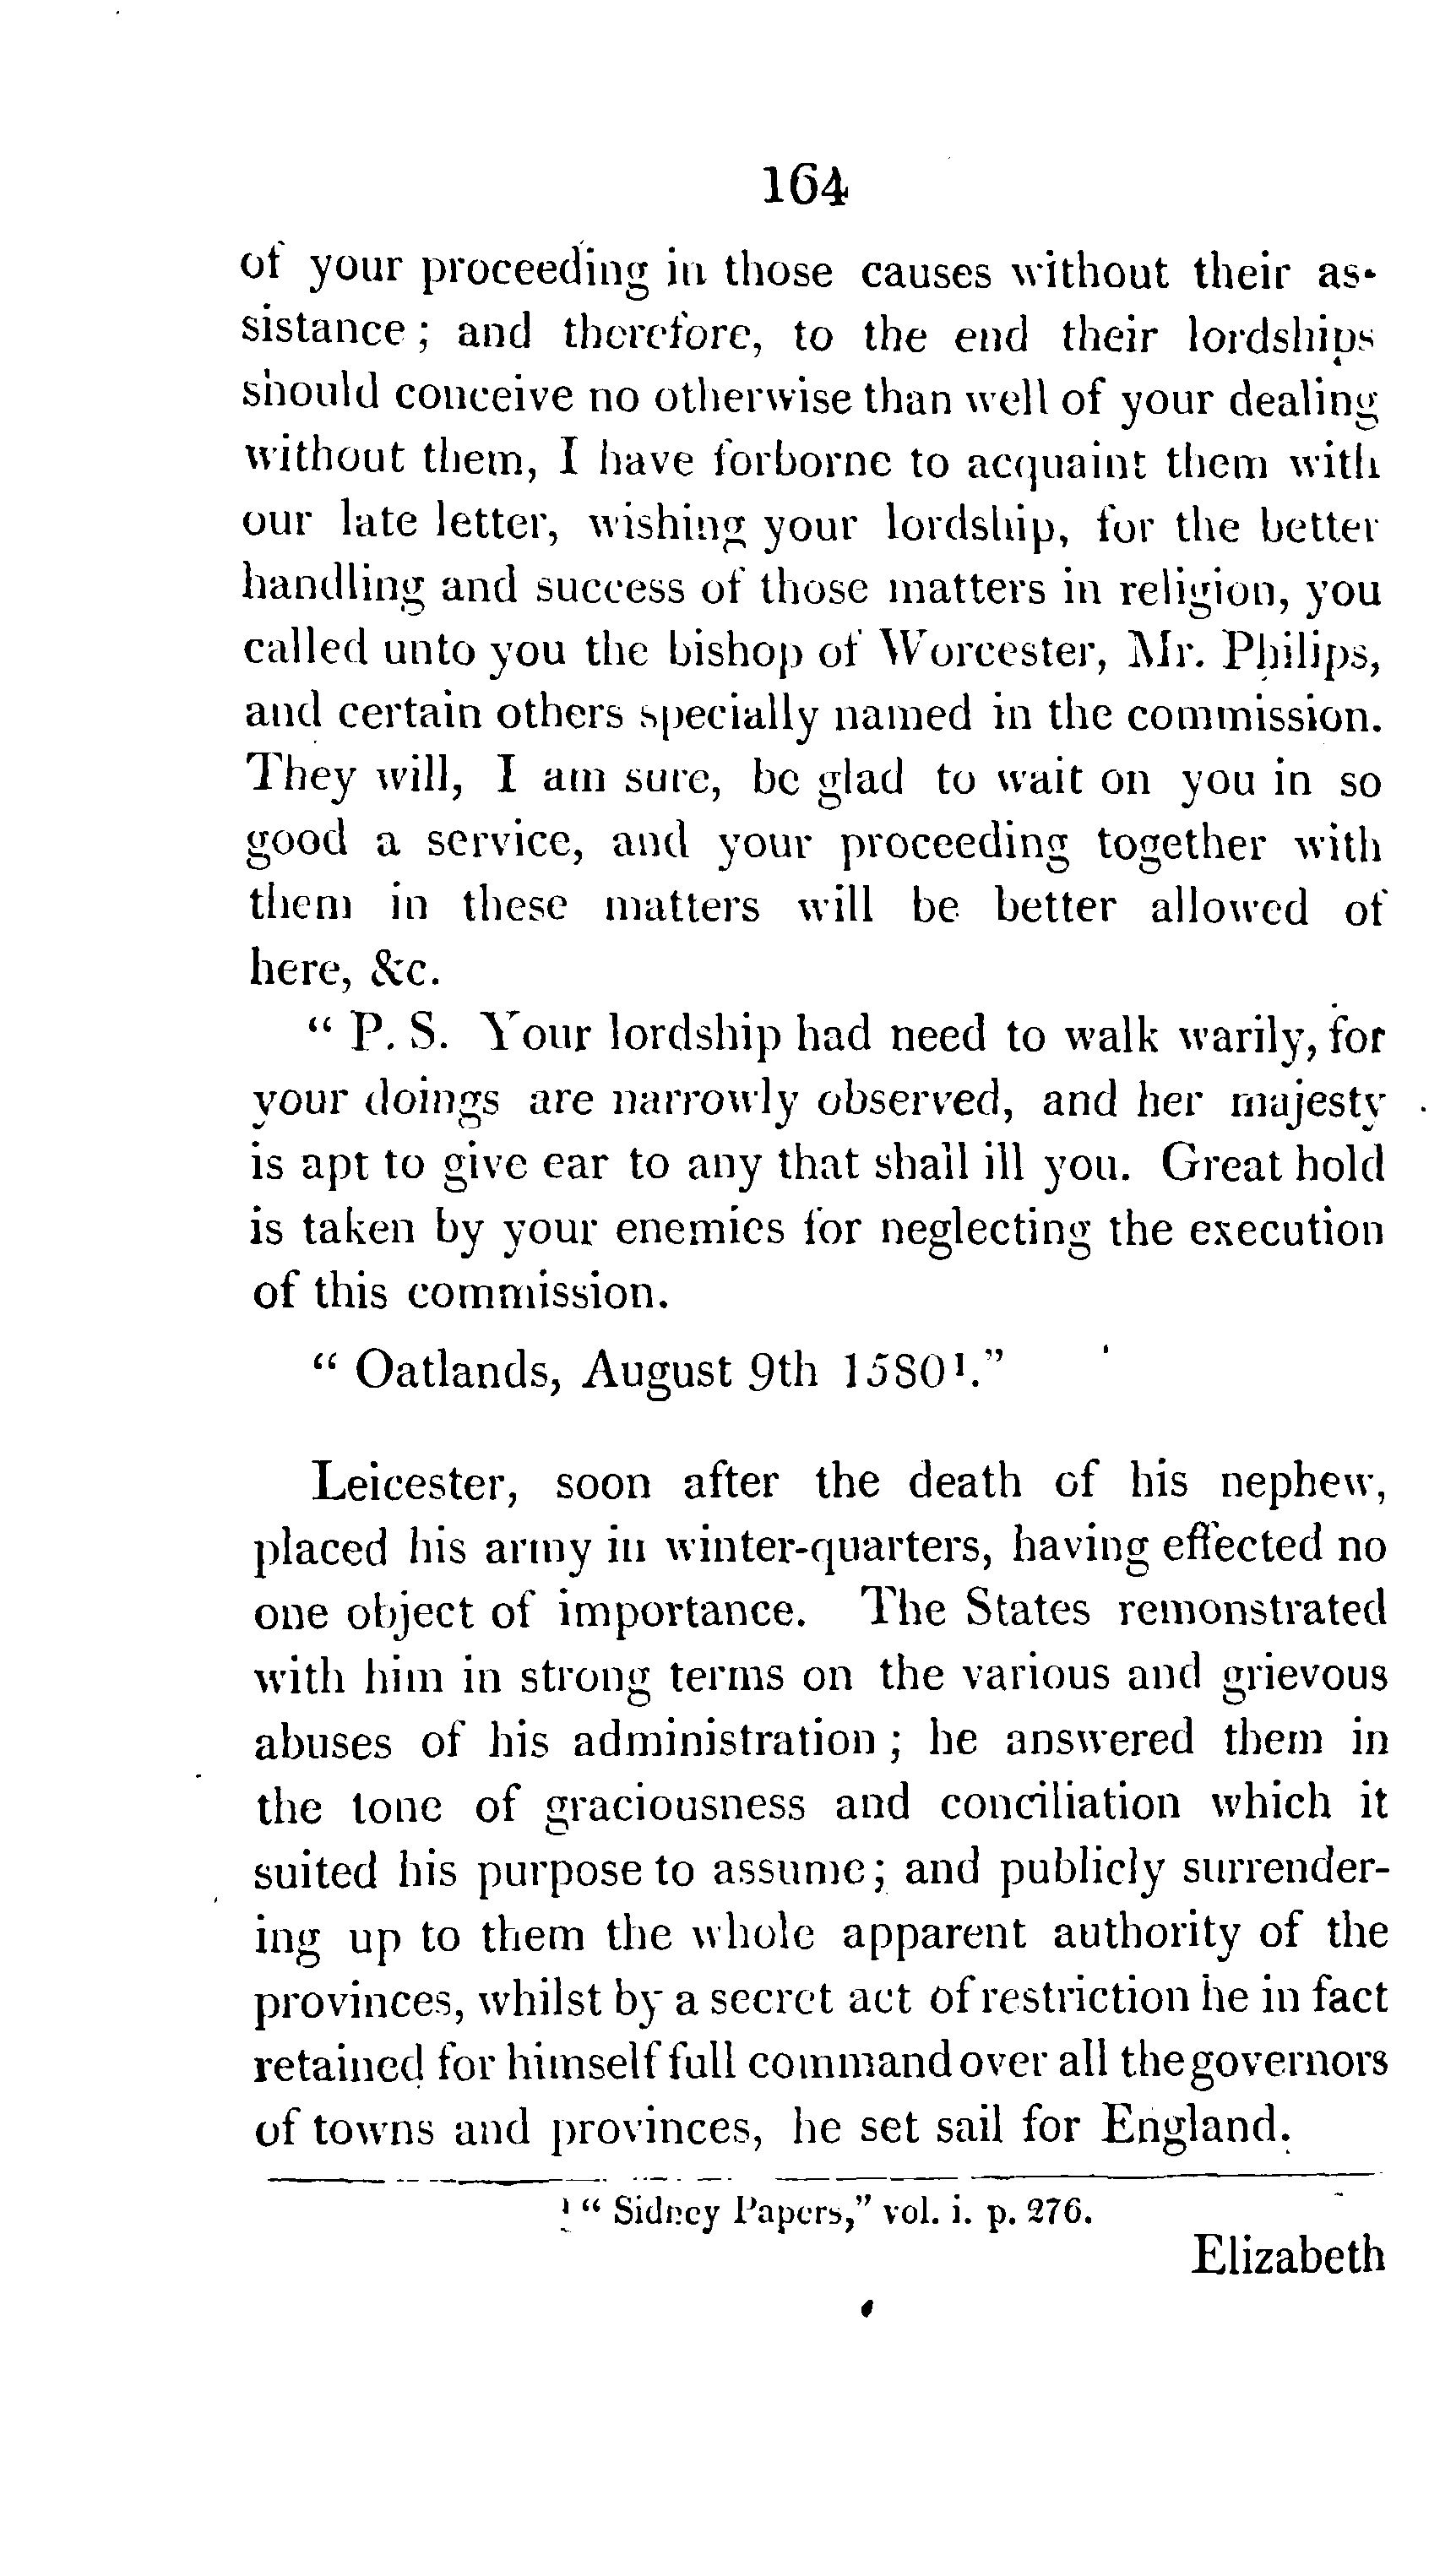 164
of your proceeding in those causes without their as-
sistance ; and therefore, to the end their lordships
should conceive no otherwise than well of your dealing
without them, I have forborne to acquaint them with
our late letter, wishing your lordship, for the better
handling and success of those matters in religion, you
called unto you the bishop of Worcester, Mr. Philips,
and certain others specially named in the commission.
They will, I am sure, be glad to wait on you in so
good a service, and your proceeding together with
them in these matters will be better allowed of
here, &c.
“ P. S. Your lordship had need to walk warily, for
your doings are narrowly observed, and her majesty
is apt to give ear to any that shall ill you. Great hold
is taken by your enemies for neglecting the execution
of this commission.
“ Oatlands, August 9th 1580¹.”
Leicester, soon after the death of his nephew,
placed his army in winter-quarters, having effected no
one object of importance. The States remonstrated
with him in strong terms on the various and grievous
abuses of his administration ; he answered them in
the tone of graciousness and conciliation which it
suited his purpose to assume ; and publicly surrender-
ing up to them the whole apparent authority of the
provinces, whilst by a secret act of restriction he in fact
retained for himself full command over all the governors
of towns and provinces, he set sail for England.
¹ “ Sidney Papers,” vol. i. p. 276.
Elizabeth